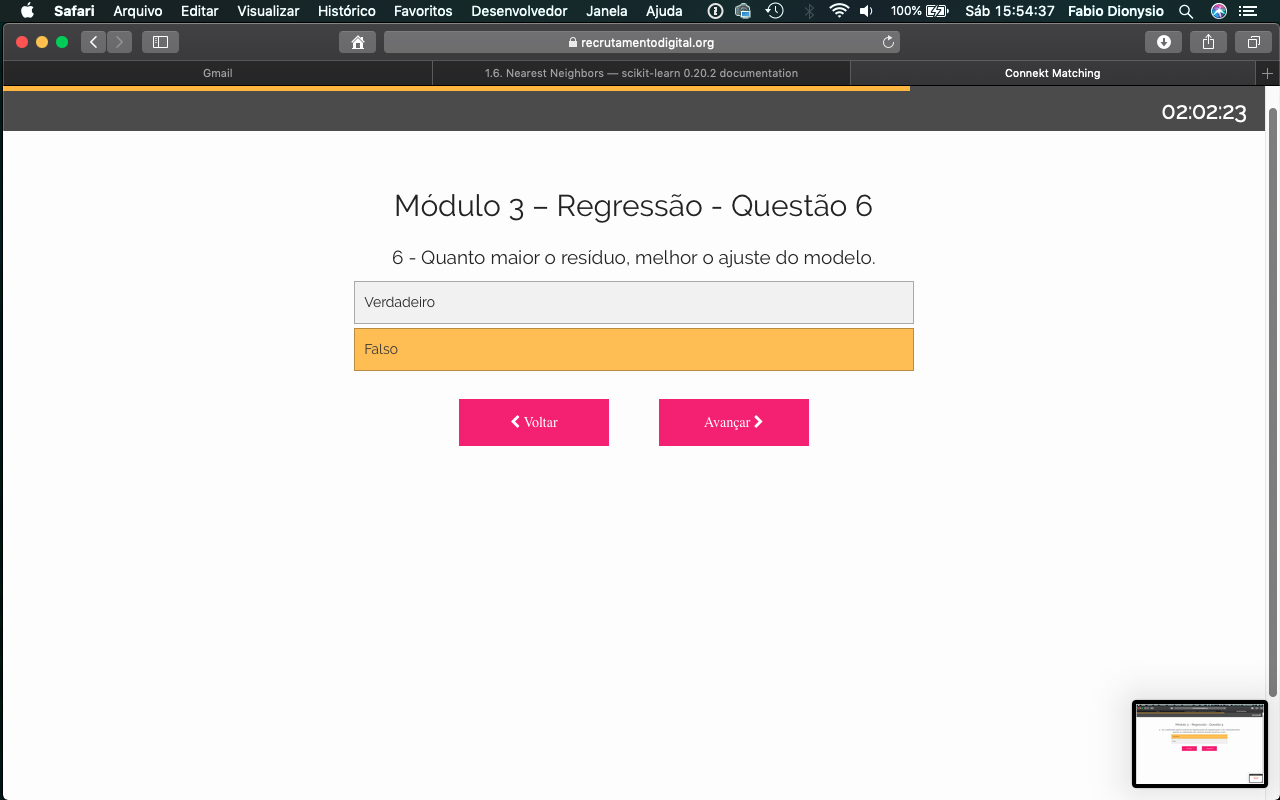 Safari Arquivo Editar Visualizar Histórico Favoritos Desenvolvedor Janela Ajuda 100% Sáb 15:54:37 Fabio Dionysio
recrutamentodigital.org
Gmail 1.6. Nearest Neighbors — scikit-learn 0.20.2 documentation Connekt Matching
02:02:23
Módulo 3 – Regressão - Questão 6
6 - Quanto maior o resíduo, melhor o ajuste do modelo.
Verdadeiro
Falso
Voltar Avançar